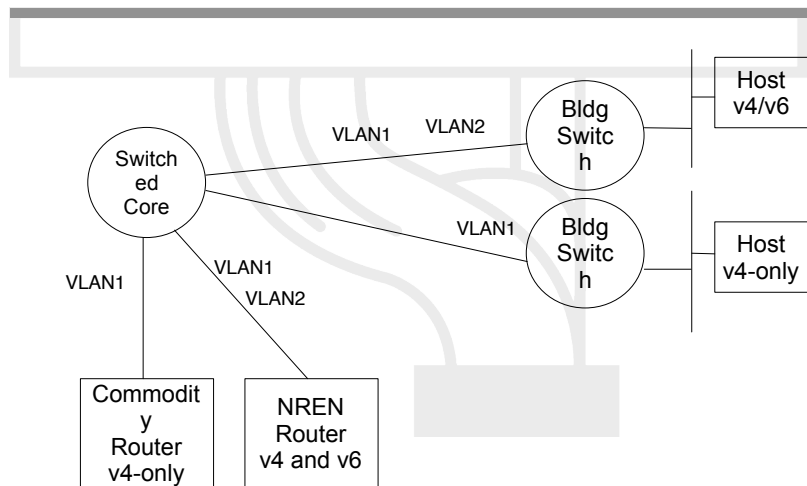 Host
v4/v6
Bldg
Switc
h
VLAN1
VLAN2
Switch
ed
Core
Bldg
Switc
h
VLAN1
Host
v4-only
VLAN1
VLAN1
VLAN2
Commodit
y
Router
v4-only
NREN
Router
v4 and v6